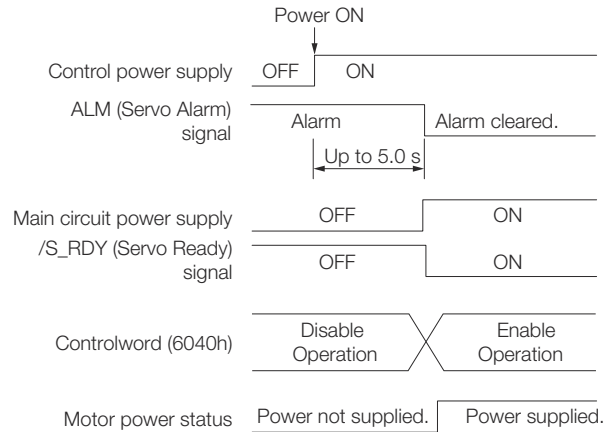 Power ON
Control power supply OFF ON
ALM (Servo Alarm)
signal
Alarm Alarm cleared.
Up to 5.0 s
Main circuit power supply OFF ON
/S_RDY (Servo Ready)
signal
OFF ON
Controlword (6040h)
Disable
Operation
Enable
Operation
Motor power status Power not supplied. Power supplied.